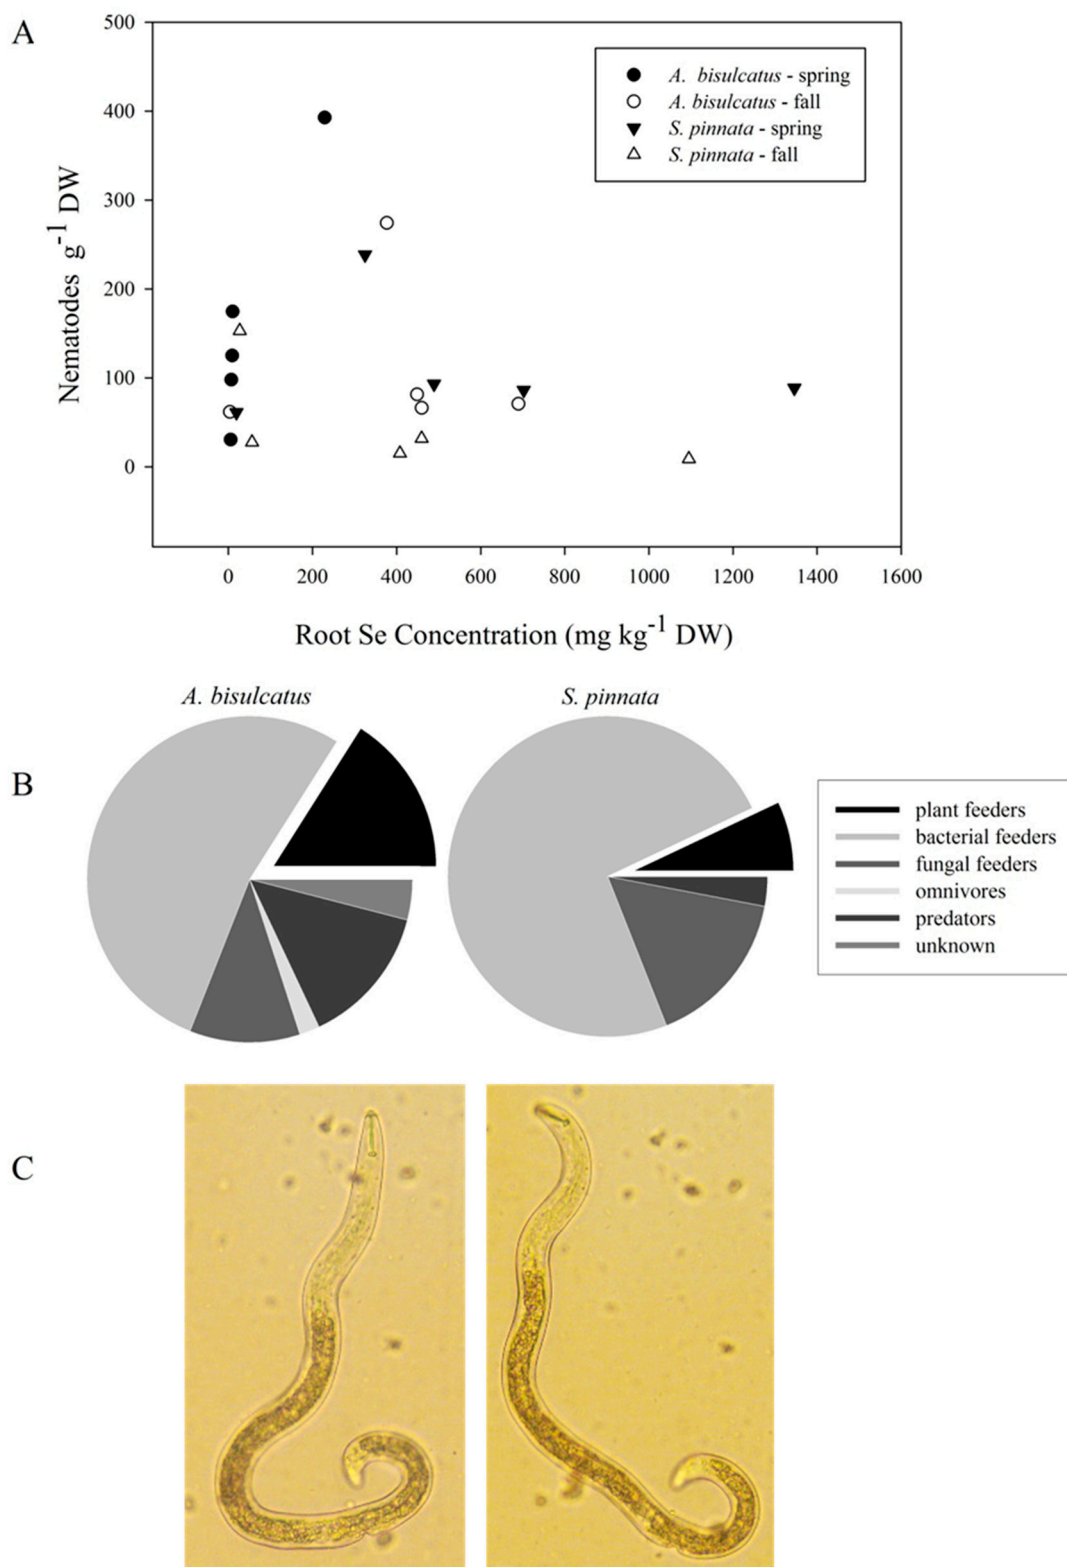 A
500
400
300
200
100
0
Nematodes g-1 DW
A. bisulcatus - spring
A. bisulcatus - fall
S. pinnata - spring
S. pinnata - fall
0 200 400 600 800 1000 1200 1400 1600
Root Se Concentration (mg kg-1 DW)
B
A. bisulcatus
S. pinnata
plant feeders
bacterial feeders
fungal feeders
omnivores
predators
unknown
C